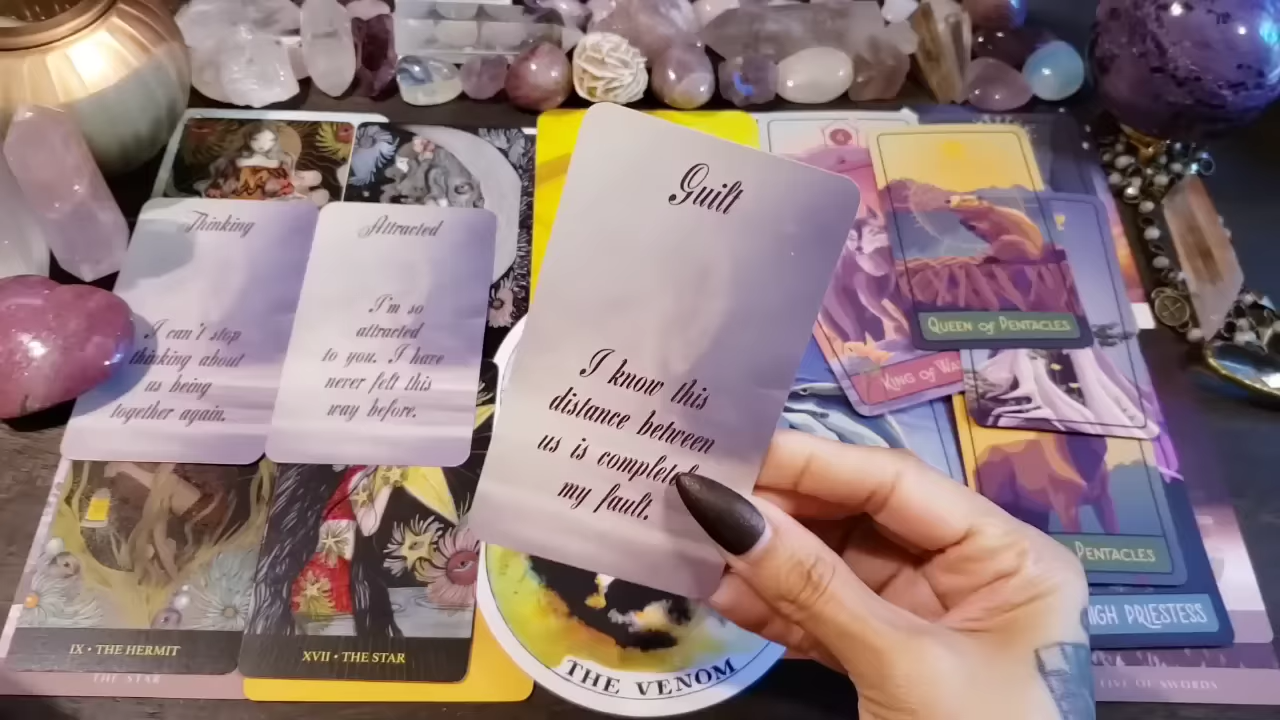 Thinking
I can't stop
thinking about
us being
together again.
Attracted
I'm so
attracted
to you. I have
never felt this
way before.
Guilt
I know this
distance between
us is
my fault.
QUEEN OF PENTACLES
KING OF
PENTACLES
HIGH PRIESTESS
IX • THE HERMIT
XVII • THE STAR
THE STAR
THE VENOM
FIVE OF SWORDS